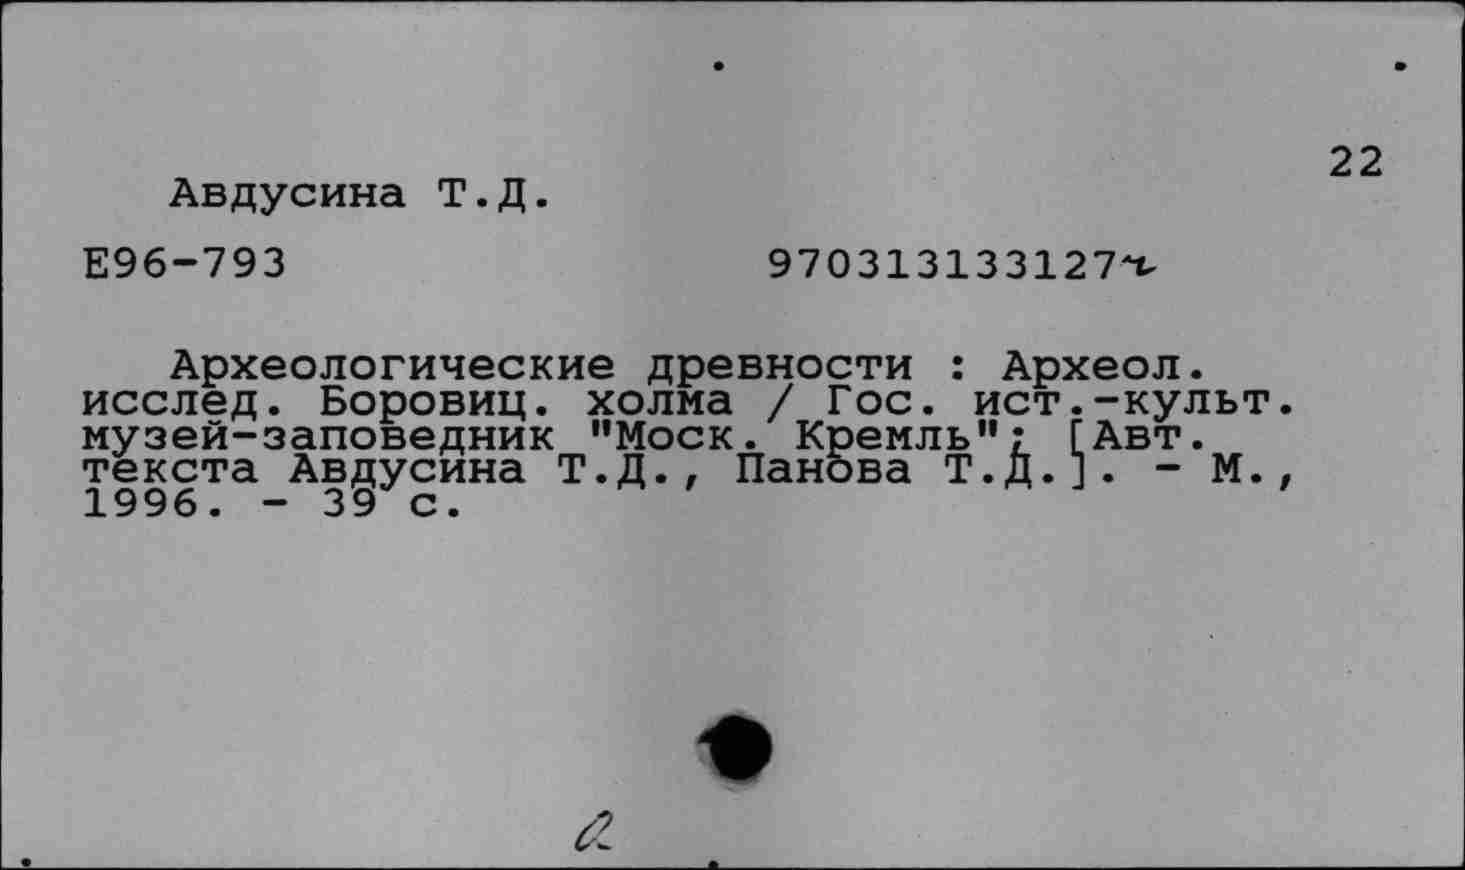 22
Авдусина Т.Д.
Е96-793 970313133127
Археологические древности : Археол.
исслед. Боровиц. холма / Гос. ист.-культ.
музей-заповедник "Моск. Кремль"; [Авт.
текста Авдусина Т.Д., Панова Т.Д.]. - М.,
1996. - 39 с.